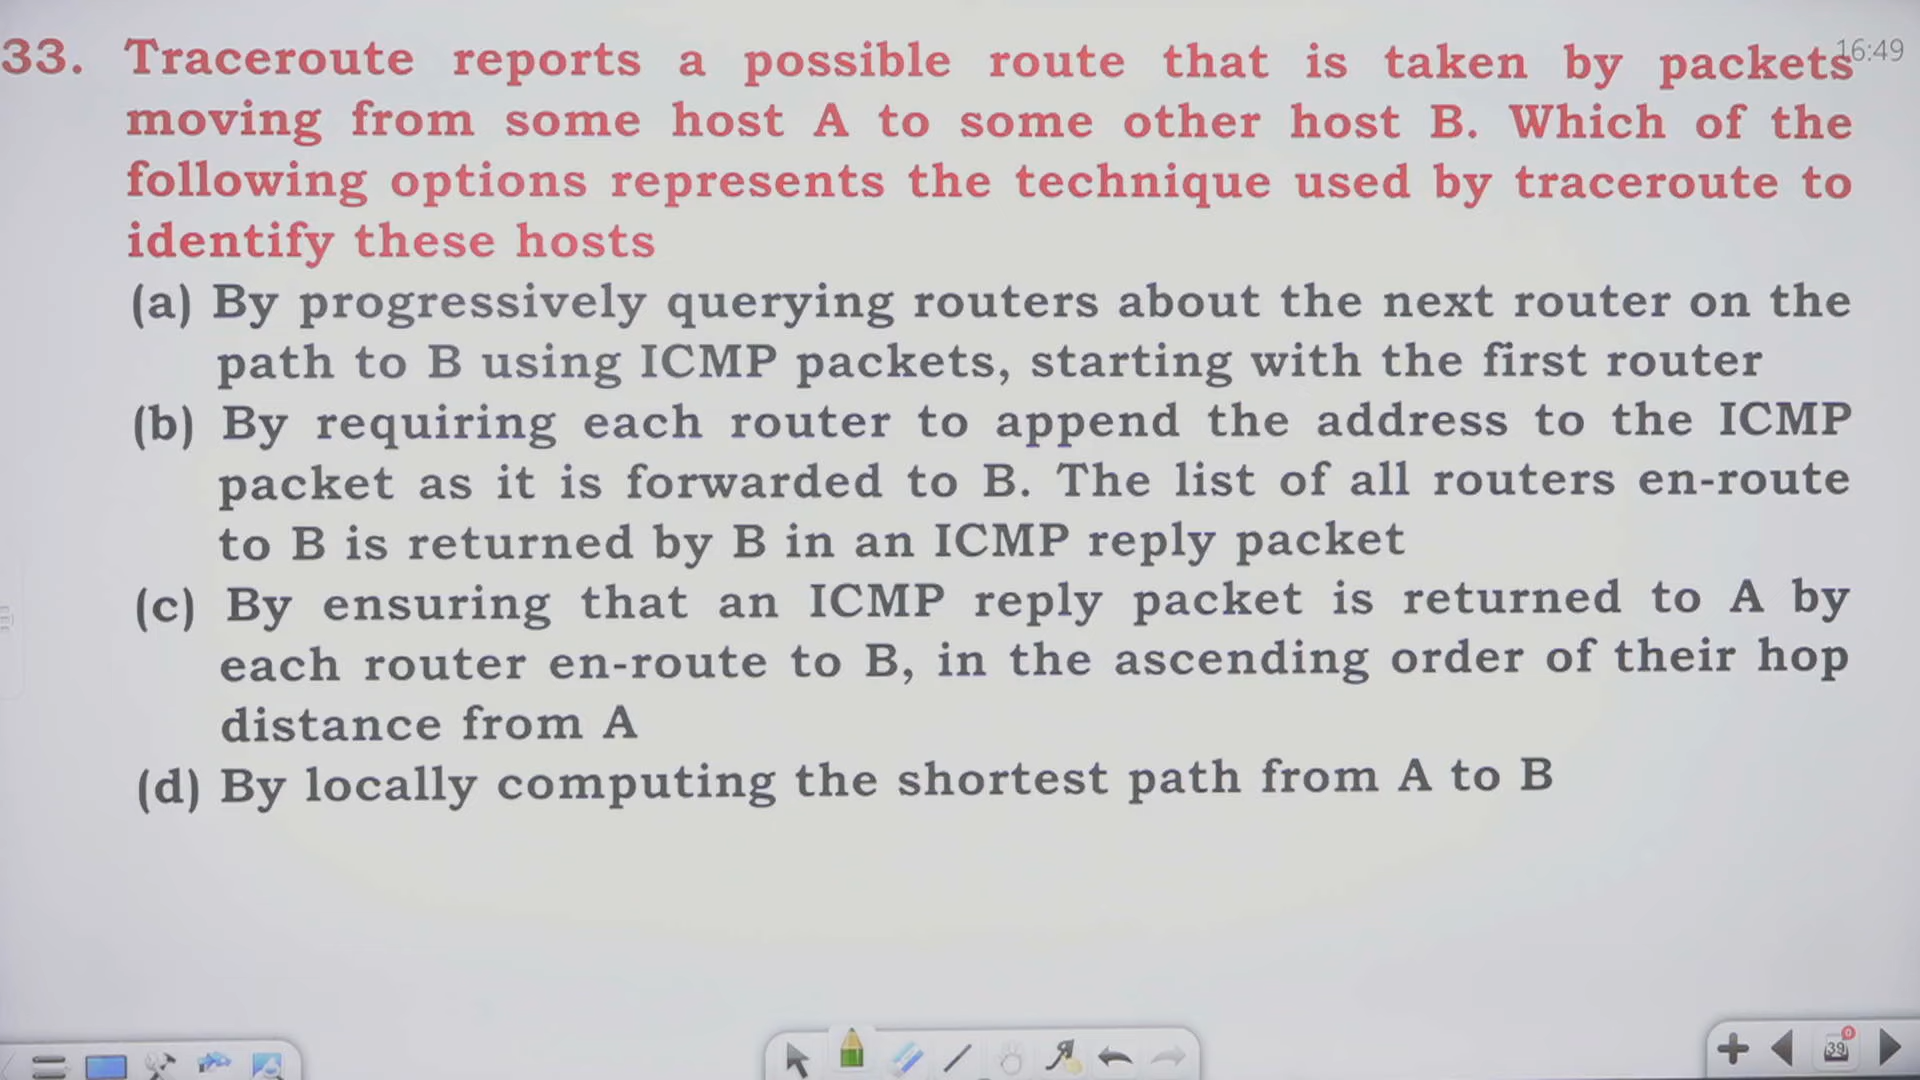 16:49
33. Traceroute reports a possible route that is taken by packets
moving from some host A to some other host B. Which of the
following options represents the technique used by traceroute to
identify these hosts
(a) By progressively querying routers about the next router on the
path to B using ICMP packets, starting with the first router
(b) By requiring each router to append the address to the ICMP
packet as it is forwarded to B. The list of all routers en-route
to B is returned by B in an ICMP reply packet
(c) By ensuring that an ICMP reply packet is returned to A by
each router en-route to B, in the ascending order of their hop
distance from A
(d) By locally computing the shortest path from A to B
39
0